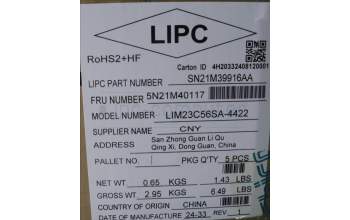 LIPC
RoHS2+HF
Carton ID 4H20332408120001
LIPC PART NUMBER SN21M39916AA
FRU NUMBER 5N21M40117
MODEL NUMBER LIM23C56SA-4422
SUPPLIER NAME CNY
ADDRESS San Zhong Guan Li Qu
Qing Xi, Dong Guan, China
PALLET NO PKG Q'TY 5 PCS
NET WT 0.65 KGS 1.43 LBS
GROSS WT 2.95 KGS 6.49 LBS
COUNTRY OF ORIGIN CHINA
DATE OF MANUFACTURE 24-33 REV 1